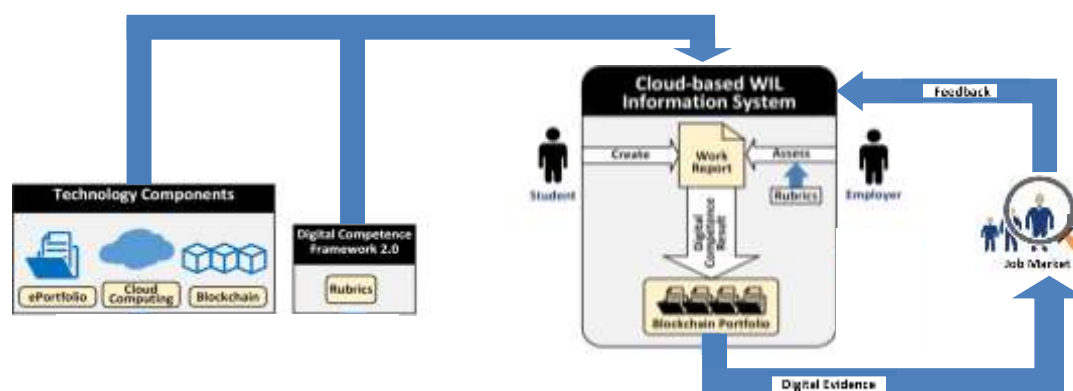 Cloud-based WIL
Information System
Feedback
Create
Work
Report
Assess
Rubrics
Student
Employer
Technology Components
Digital Competence
Framework 2.0
Rubrics
ePortfolio
Cloud
Computing
Blockchain
Digital Competence
Result
Job Market
Blockchain Portfolio
Digital Evidence